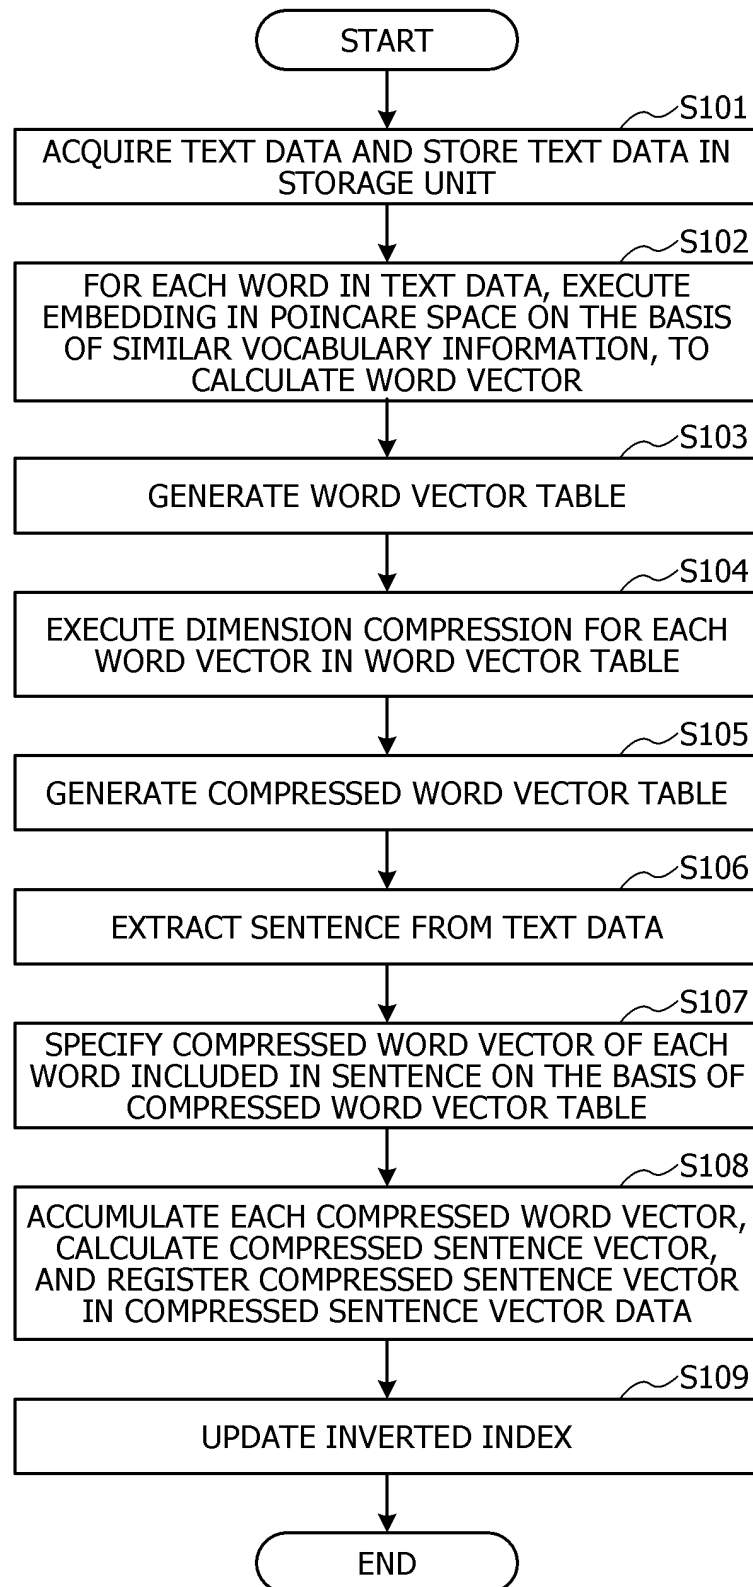 START
S101
ACQUIRE TEXT DATA AND STORE TEXT DATA IN
STORAGE UNIT
S102
FOR EACH WORD IN TEXT DATA, EXECUTE
EMBEDDING IN POINCARE SPACE ON THE BASIS
OF SIMILAR VOCABULARY INFORMATION, TO
CALCULATE WORD VECTOR
S103
GENERATE WORD VECTOR TABLE
S104
EXECUTE DIMENSION COMPRESSION FOR EACH
WORD VECTOR IN WORD VECTOR TABLE
S105
GENERATE COMPRESSED WORD VECTOR TABLE
S106
EXTRACT SENTENCE FROM TEXT DATA
S107
SPECIFY COMPRESSED WORD VECTOR OF EACH
WORD INCLUDED IN SENTENCE ON THE BASIS OF
COMPRESSED WORD VECTOR TABLE
S108
ACCUMULATE EACH COMPRESSED WORD VECTOR,
CALCULATE COMPRESSED SENTENCE VECTOR,
AND REGISTER COMPRESSED SENTENCE VECTOR
IN COMPRESSED SENTENCE VECTOR DATA
S109
UPDATE INVERTED INDEX
END